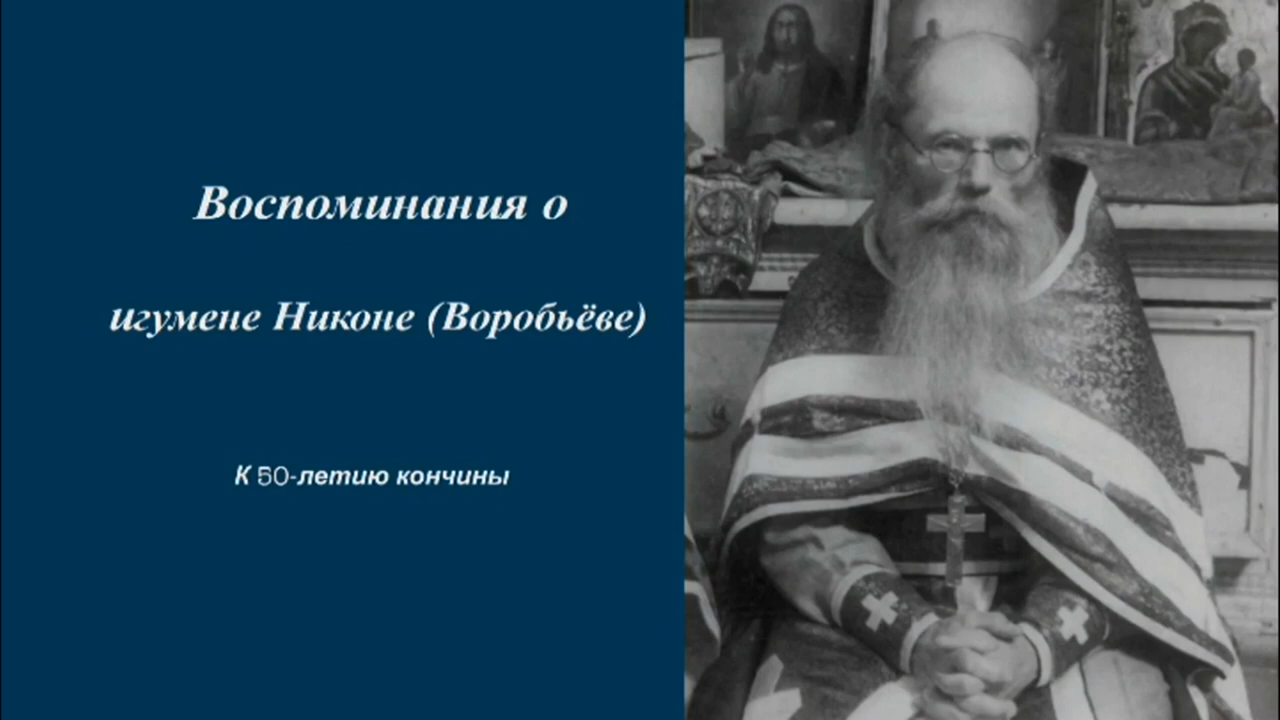 Воспоминания о
игумене Никоне (Воробьёве)
К 50-летию кончины